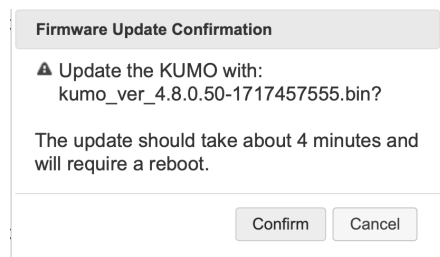 Firmware Update Confirmation
Update the KUMO with:
kumo_ver_4.8.0.50-1717457555.bin?
The update should take about 4 minutes and
will require a reboot.
Confirm Cancel